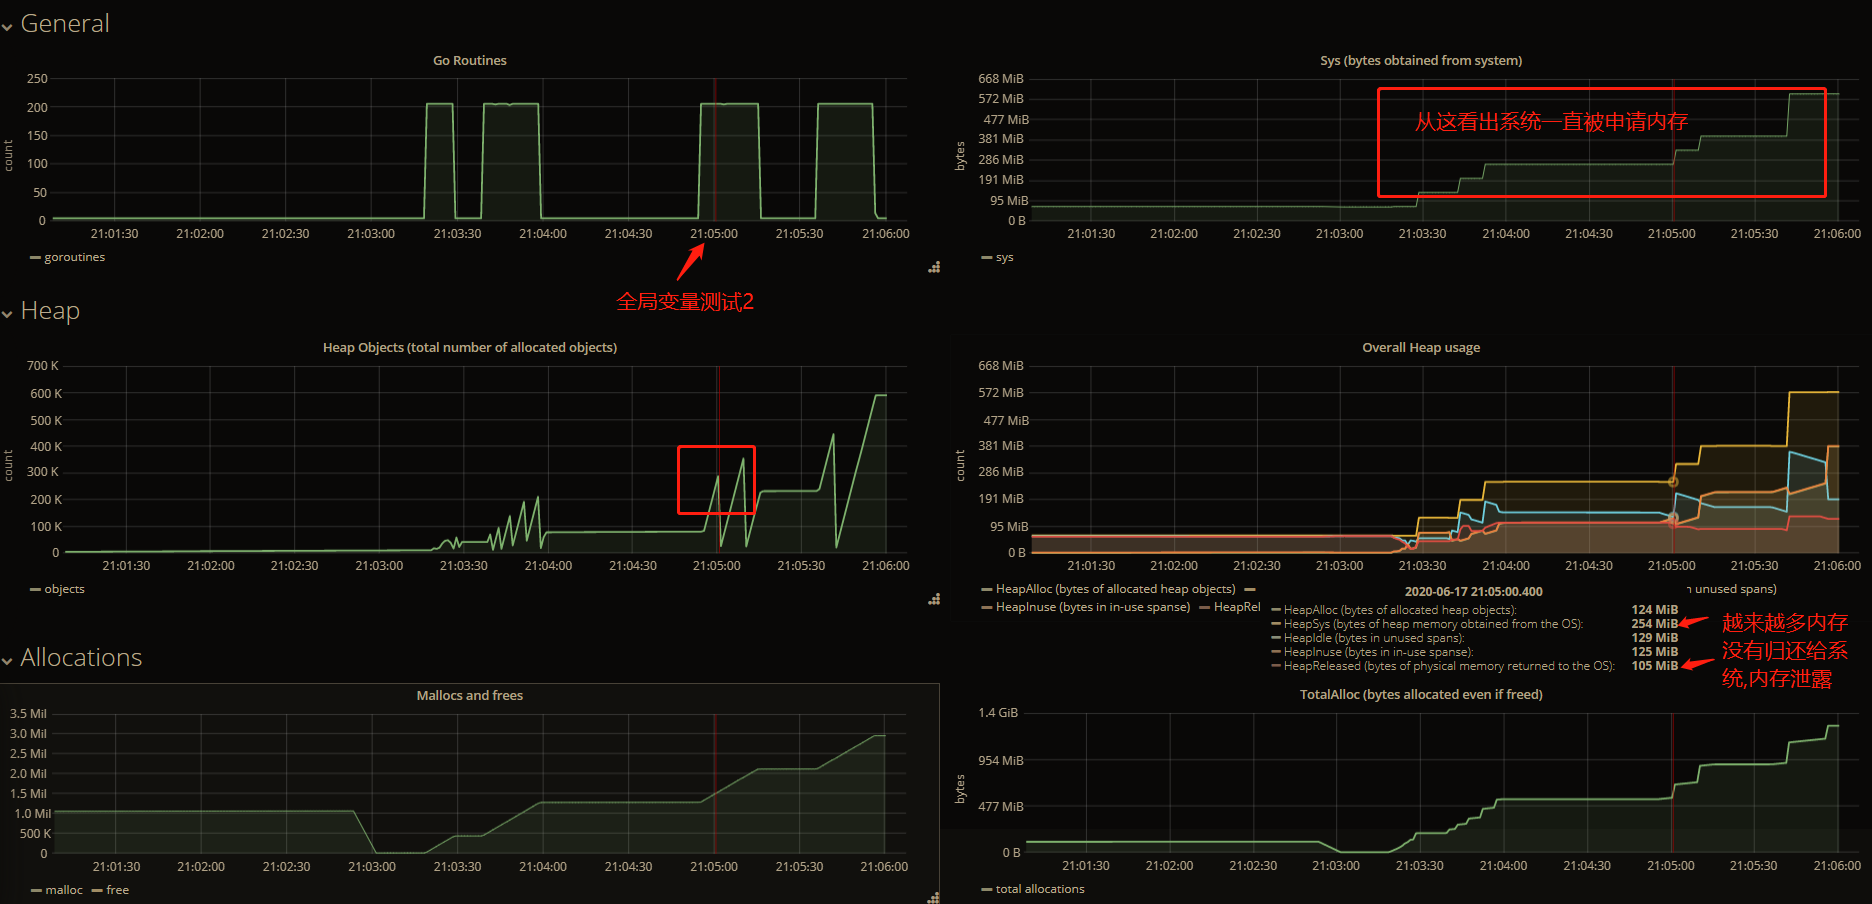 General
Go Routines
250
200
150
100
50
0
count
21:01:30 21:02:00 21:02:30 21:03:00 21:03:30 21:04:00 21:04:30 21:05:00 21:05:30 21:06:00
goroutines
全局变量测试2
Sys (bytes obtained from system)
668 MiB
572 MiB
477 MiB
381 MiB
286 MiB
191 MiB
95 MiB
0 B
bytes
从这看出系统一直被申请内存
21:01:30 21:02:00 21:02:30 21:03:00 21:03:30 21:04:00 21:04:30 21:05:00 21:05:30 21:06:00
sys
Heap
Heap Objects (total number of allocated objects)
700 K
600 K
500 K
400 K
300 K
200 K
100 K
0
count
21:01:30 21:02:00 21:02:30 21:03:00 21:03:30 21:04:00 21:04:30 21:05:00 21:05:30 21:06:00
objects
Overall Heap usage
668 MiB
572 MiB
477 MiB
381 MiB
286 MiB
191 MiB
95 MiB
0 B
count
21:01:30 21:02:00 21:02:30 21:03:00 21:03:30 21:04:00 21:04:30 21:05:00 21:05:30 21:06:00
HeapAlloc (bytes of allocated heap objects)
n unused spans)
HeapInuse (bytes in in-use spanse) HeapRel
2020-06-17 21:05:00.400
HeapAlloc (bytes of allocated heap objects): 124 MiB
HeapSys (bytes of heap memory obtained from the OS): 254 MiB
HeapIdle (bytes in unused spans): 129 MiB
HeapInuse (bytes in in-use spanse): 125 MiB
HeapReleased (bytes of physical memory returned to the OS): 105 MiB
越来越多内存
没有归还给系
统,内存泄露
Allocations
Mallocs and frees
3.5 Mil
3.0 Mil
2.5 Mil
2.0 Mil
1.5 Mil
1.0 Mil
500 K
0
21:01:30 21:02:00 21:02:30 21:03:00 21:03:30 21:04:00 21:04:30 21:05:00 21:05:30 21:06:00
malloc free
TotalAlloc (bytes allocated even if freed)
1.4 GiB
954 MiB
477 MiB
0 B
bytes
21:01:30 21:02:00 21:02:30 21:03:00 21:03:30 21:04:00 21:04:30 21:05:00 21:05:30 21:06:00
total allocations